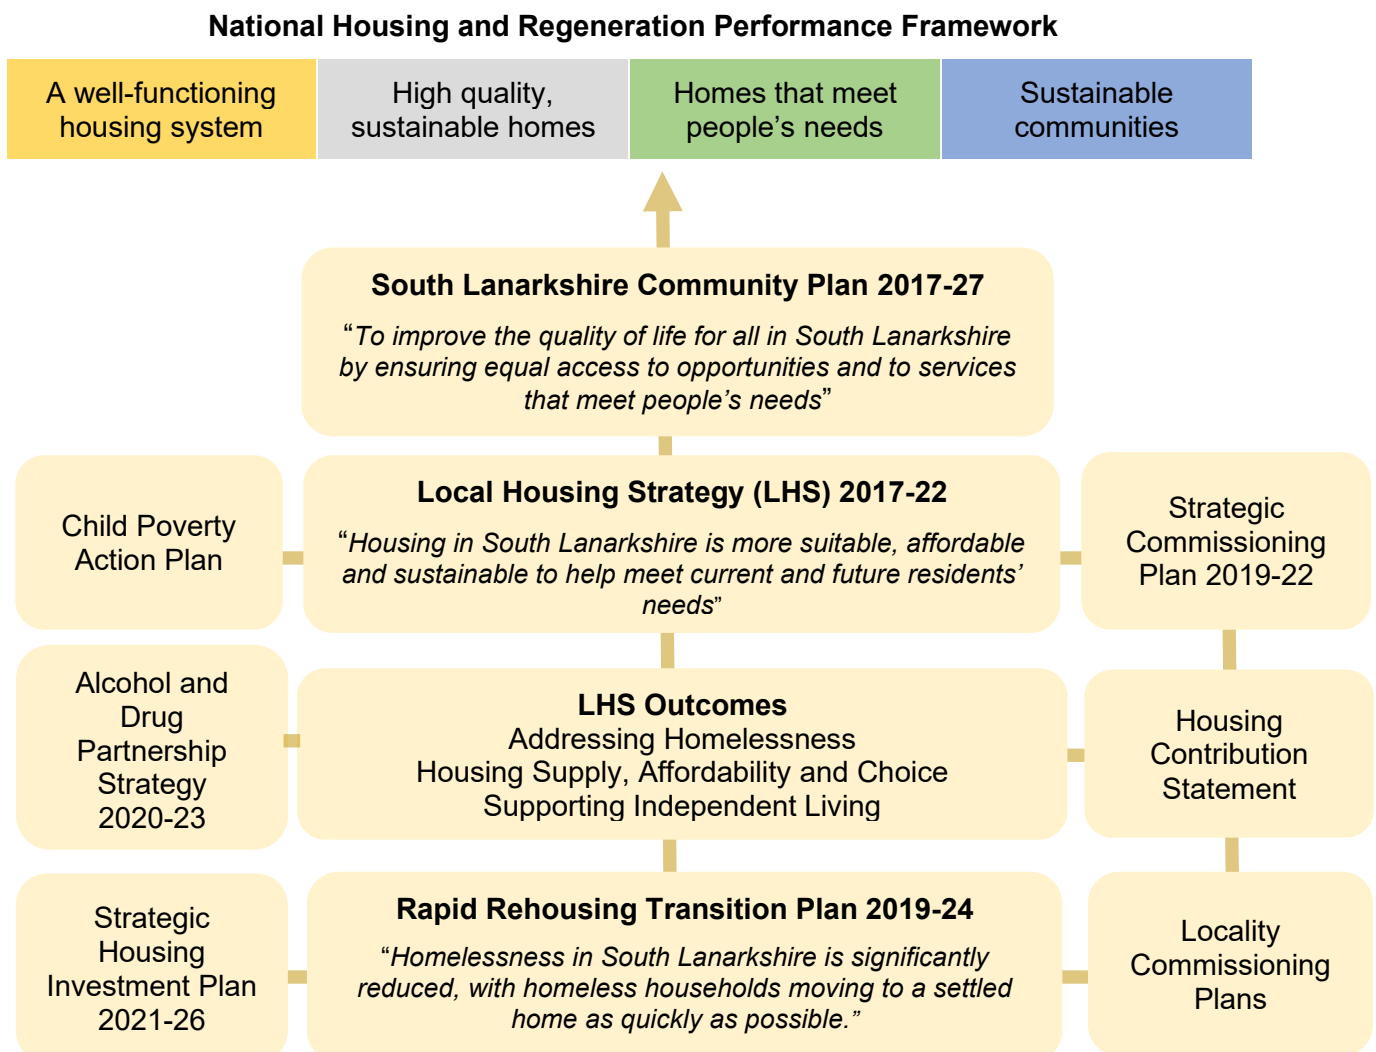 National Housing and Regeneration Performance Framework
A well-functioning
housing system
High quality,
sustainable homes
Homes that meet
people’s needs
Sustainable
communities
South Lanarkshire Community Plan 2017-27
“To improve the quality of life for all in South Lanarkshire
by ensuring equal access to opportunities and to services
that meet people’s needs”
Child Poverty
Action Plan
Local Housing Strategy (LHS) 2017-22
“Housing in South Lanarkshire is more suitable, affordable
and sustainable to help meet current and future residents’
needs”
Strategic
Commissioning
Plan 2019-22
Alcohol and
Drug
Partnership
Strategy
2020-23
LHS Outcomes
Addressing Homelessness
Housing Supply, Affordability and Choice
Supporting Independent Living
Housing
Contribution
Statement
Strategic
Housing
Investment Plan
2021-26
Rapid Rehousing Transition Plan 2019-24
“Homelessness in South Lanarkshire is significantly
reduced, with homeless households moving to a settled
home as quickly as possible.”
Locality
Commissioning
Plans